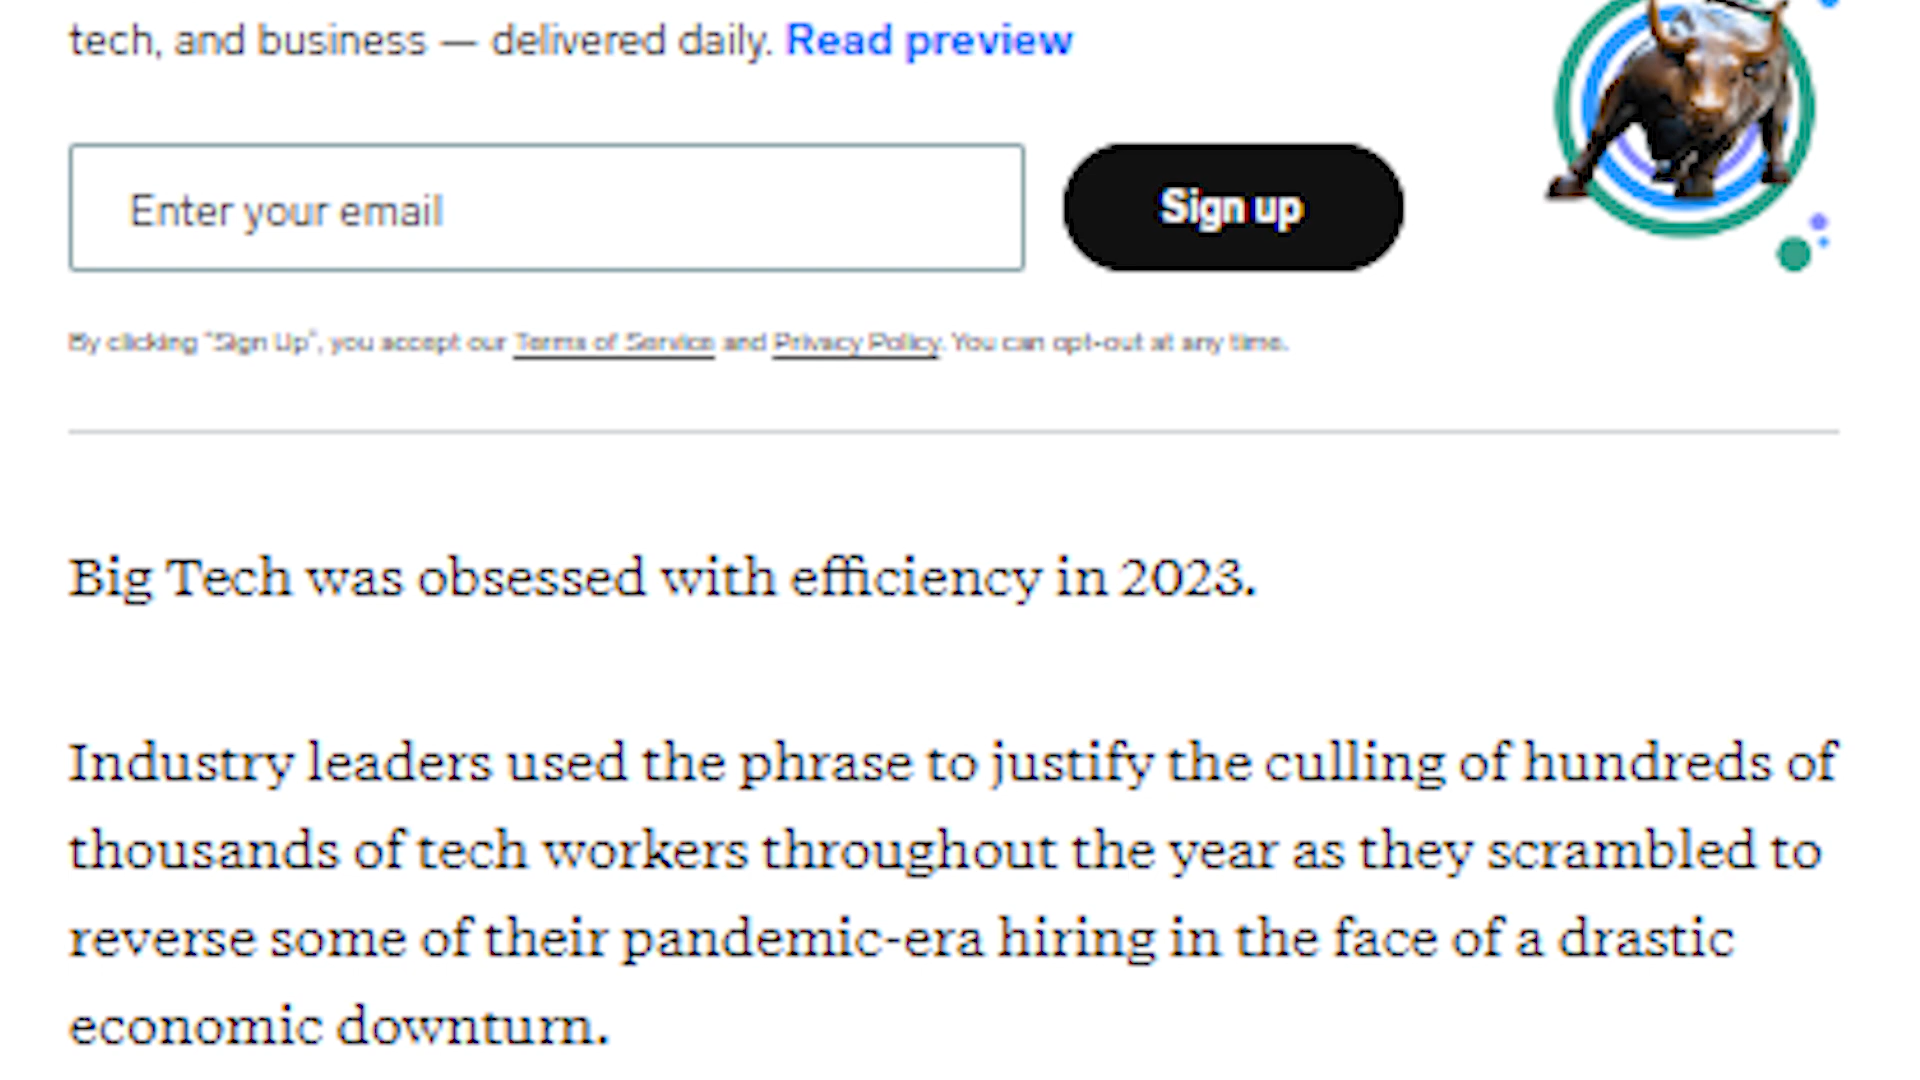 tech, and business — delivered daily. Read preview
Enter your email
Sign up
By clicking "Sign Up", you accept our Terms of Service and Privacy Policy. You can opt-out at any time.
Big Tech was obsessed with efficiency in 2023.
Industry leaders used the phrase to justify the culling of hundreds of
thousands of tech workers throughout the year as they scrambled to
reverse some of their pandemic-era hiring in the face of a drastic
economic downturn.